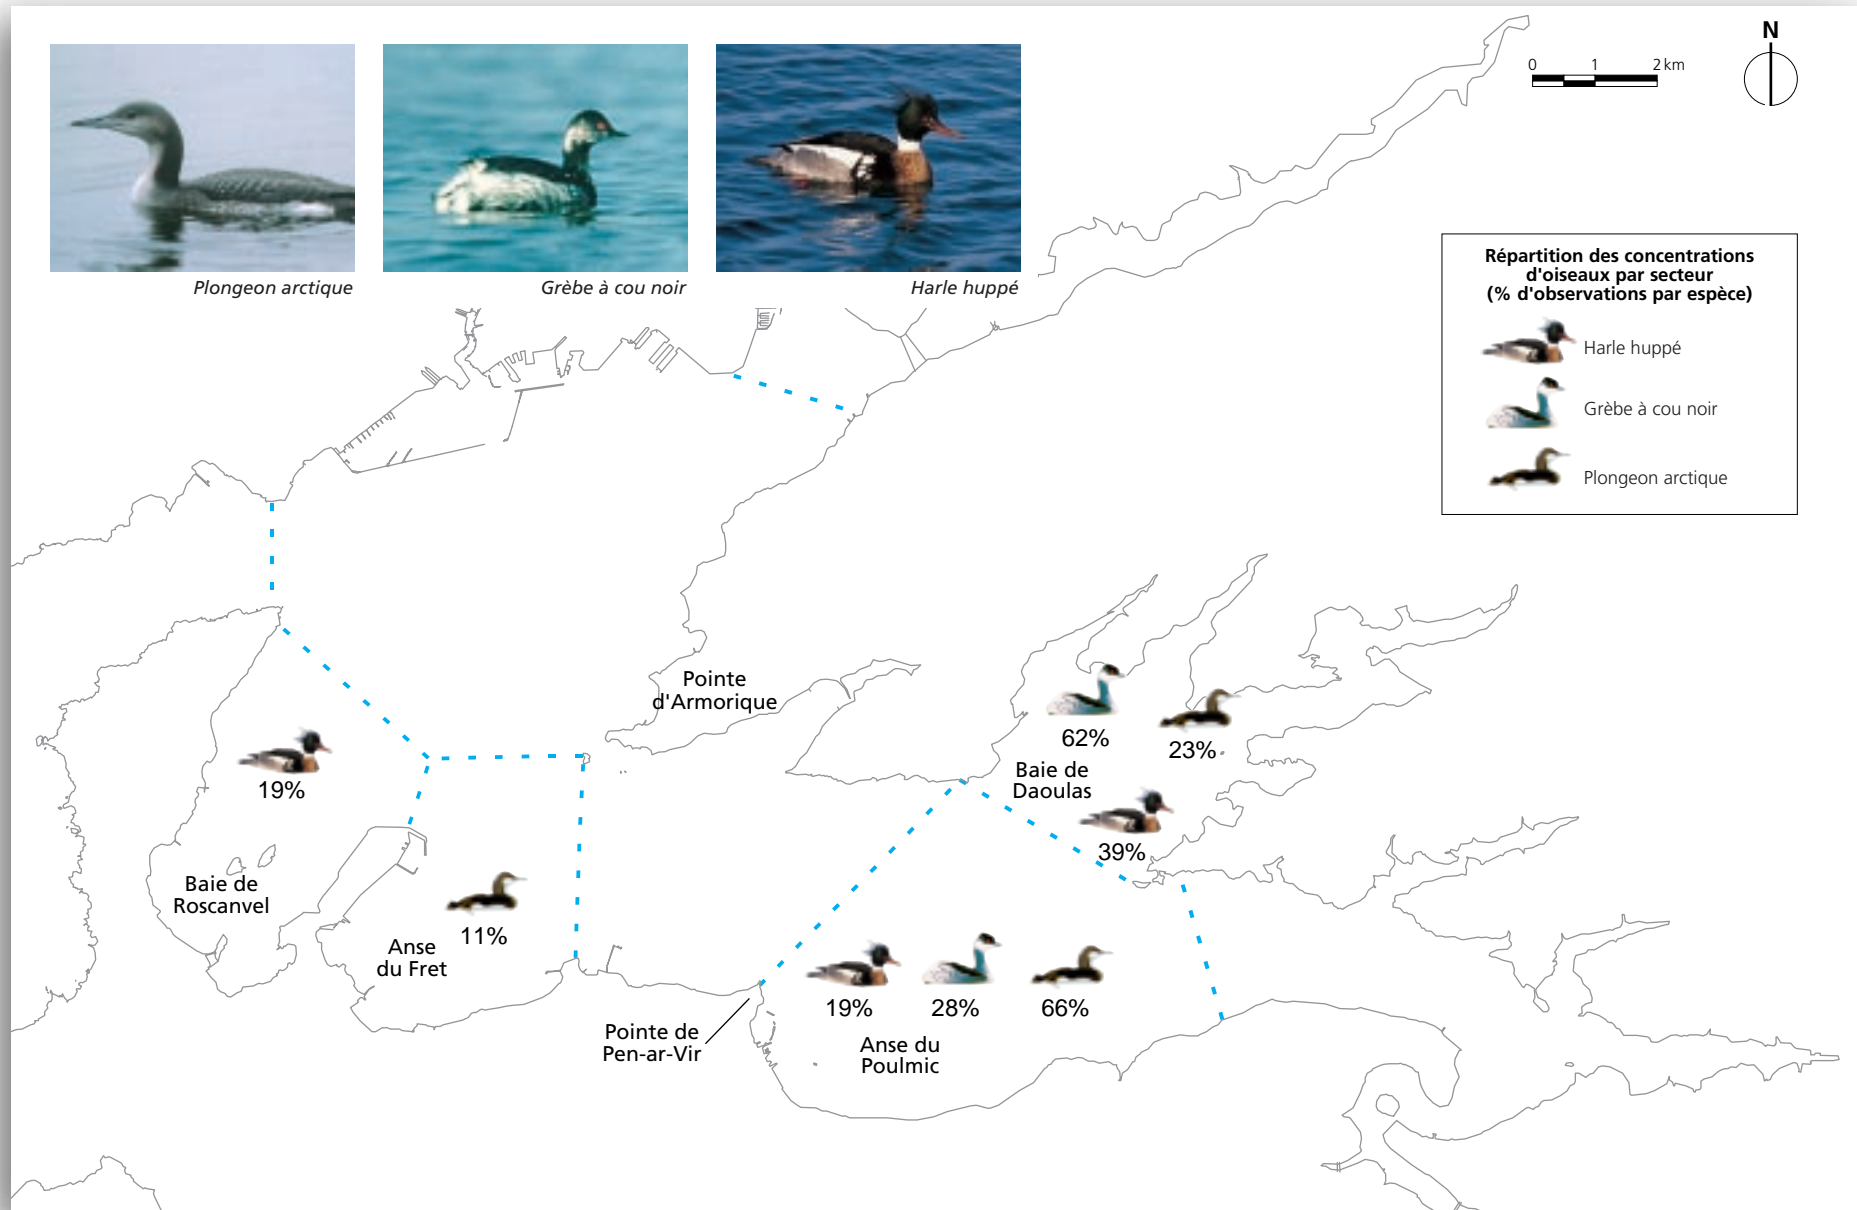 Plongeon arctique
Grèbe à cou noir
Harle huppé
0 1 2 km
N
Répartition des concentrations
d'oiseaux par secteur
(% d'observations par espèce)
Harle huppé
Grèbe à cou noir
Plongeon arctique
Pointe
d'Armorique
62%
23%
Baie de
Daoulas
39%
19%
Baie de
Roscanvel
11%
Anse
du Fret
19% 28% 66%
Pointe de
Pen-ar-Vir
Anse du
Poulmic